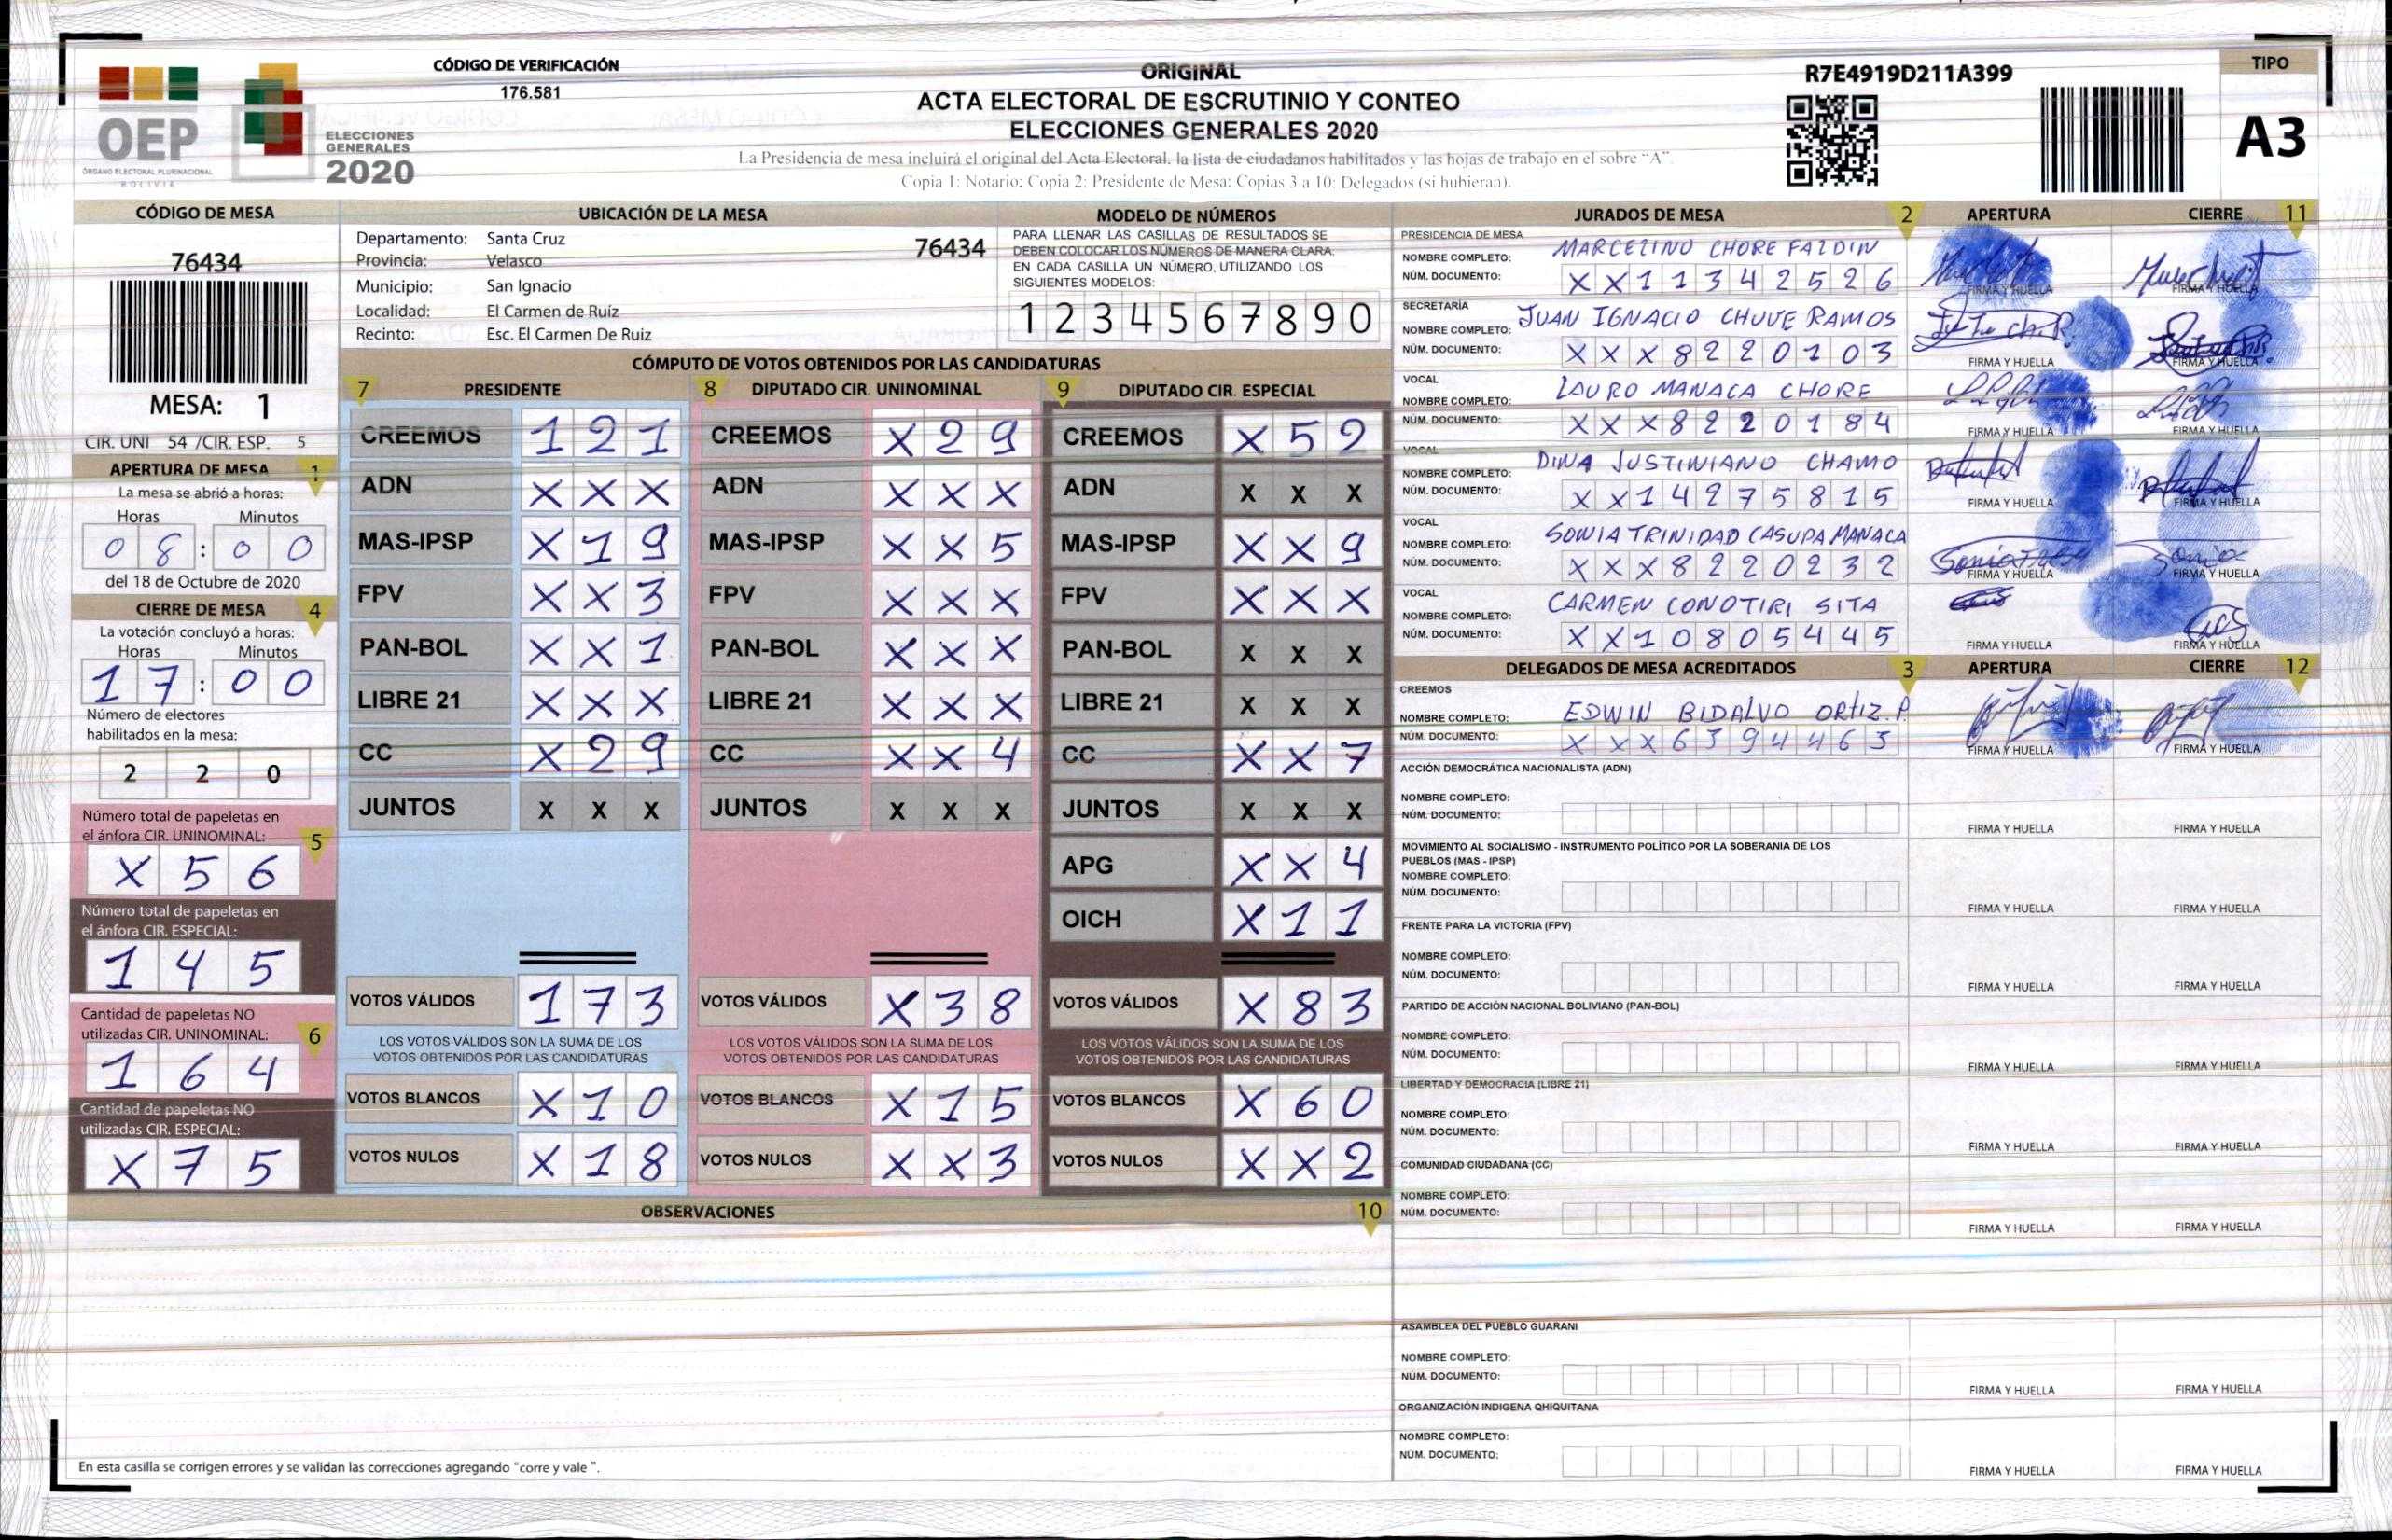 CÓDIGO DE VERIFICACIÓN
176.581
OEP
ÓRGANO ELECTORAL PLURINACIONAL
BOLIVIA
ELECCIONES
GENERALES
2020
ORIGINAL
ACTA ELECTORAL DE ESCRUTINIO Y CONTEO
ELECCIONES GENERALES 2020
La Presidencia de mesa incluirá el original del Acta Electoral, la lista de ciudadanos habilitados y las hojas de trabajo en el sobre “A”.
Copia 1: Notario; Copia 2: Presidente de Mesa; Copias 3 a 10: Delegados (si hubieran).
R7E4919D211A399
TIPO
A3
CÓDIGO DE MESA
76434
MESA: 1
CIR. UNI 54 /CIR. ESP. 5
APERTURA DE MESA 1
La mesa se abrió a horas:
Horas Minutos
0 8 : 0 0
del 18 de Octubre de 2020
CIERRE DE MESA 4
La votación concluyó a horas:
Horas Minutos
1 7 : 0 0
Número de electores
habilitados en la mesa:
2 2 0
Número total de papeletas en
el ánfora CIR. UNINOMINAL: 5
X 5 6
Número total de papeletas en
el ánfora CIR. ESPECIAL:
1 4 5
Cantidad de papeletas NO
utilizadas CIR. UNINOMINAL: 6
1 6 4
Cantidad de papeletas NO
utilizadas CIR. ESPECIAL:
X 7 5
UBICACIÓN DE LA MESA
Departamento: Santa Cruz 76434
Provincia: Velasco
Municipio: San Ignacio
Localidad: El Carmen de Ruíz
Recinto: Esc. El Carmen De Ruiz
MODELO DE NÚMEROS
PARA LLENAR LAS CASILLAS DE RESULTADOS SE
DEBEN COLOCAR LOS NÚMEROS DE MANERA CLARA,
EN CADA CASILLA UN NÚMERO, UTILIZANDO LOS
SIGUIENTES MODELOS:
1 2 3 4 5 6 7 8 9 0
CÓMPUTO DE VOTOS OBTENIDOS POR LAS CANDIDATURAS
7 PRESIDENTE 8 DIPUTADO CIR. UNINOMINAL 9 DIPUTADO CIR. ESPECIAL
CREEMOS 1 2 1 CREEMOS X 2 9 CREEMOS X 5 2
ADN X X X ADN X X X ADN X X X
MAS-IPSP X 1 9 MAS-IPSP X X 5 MAS-IPSP X X 9
FPV X X 3 FPV X X X FPV X X X
PAN-BOL X X 1 PAN-BOL X X X PAN-BOL X X X
LIBRE 21 X X X LIBRE 21 X X X LIBRE 21 X X X
CC X 2 9 CC X X 4 CC X X 7
JUNTOS X X X JUNTOS X X X JUNTOS X X X
APG X X 4
OICH X 1 1
VOTOS VÁLIDOS 1 7 3 VOTOS VÁLIDOS X 3 8 VOTOS VÁLIDOS X 8 3
LOS VOTOS VÁLIDOS SON LA SUMA DE LOS LOS VOTOS VÁLIDOS SON LA SUMA DE LOS LOS VOTOS VÁLIDOS SON LA SUMA DE LOS
VOTOS OBTENIDOS POR LAS CANDIDATURAS VOTOS OBTENIDOS POR LAS CANDIDATURAS VOTOS OBTENIDOS POR LAS CANDIDATURAS
VOTOS BLANCOS X 1 0 VOTOS BLANCOS X 1 5 VOTOS BLANCOS X 6 0
VOTOS NULOS X 1 8 VOTOS NULOS X X 3 VOTOS NULOS X X 2
OBSERVACIONES 10
En esta casilla se corrigen errores y se validan las correcciones agregando “corre y vale ”.
JURADOS DE MESA 2 APERTURA CIERRE 11
PRESIDENCIA DE MESA
NOMBRE COMPLETO: MARCELINO CHORE FALDIN
NÚM. DOCUMENTO: X X 1 1 3 4 2 5 2 6 FIRMA Y HUELLA FIRMA Y HUELLA
SECRETARÍA
NOMBRE COMPLETO: JUAN IGNACIO CHUVE RAMOS
NÚM. DOCUMENTO: X X X 8 2 2 0 1 0 3 FIRMA Y HUELLA FIRMA Y HUELLA
VOCAL
NOMBRE COMPLETO: LAURO MANACA CHORE
NÚM. DOCUMENTO: X X X 8 2 2 0 1 8 4 FIRMA Y HUELLA FIRMA Y HUELLA
VOCAL
NOMBRE COMPLETO: DINA JUSTINIANO CHAMO
NÚM. DOCUMENTO: X X 1 4 2 7 5 8 1 5 FIRMA Y HUELLA FIRMA Y HUELLA
VOCAL
NOMBRE COMPLETO: SONIA TRINIDAD CASUPA MANACA
NÚM. DOCUMENTO: X X X 8 2 2 0 2 3 2 FIRMA Y HUELLA FIRMA Y HUELLA
VOCAL
NOMBRE COMPLETO: CARMEN CONOTIRI SITA
NÚM. DOCUMENTO: X X 1 0 8 0 5 4 4 5 FIRMA Y HUELLA FIRMA Y HUELLA
DELEGADOS DE MESA ACREDITADOS 3 APERTURA CIERRE 12
CREEMOS
NOMBRE COMPLETO: EDWIN BIDALVO ORTIZ.P.
NÚM. DOCUMENTO: X X X 6 3 9 4 4 6 3 FIRMA Y HUELLA FIRMA Y HUELLA
ACCIÓN DEMOCRÁTICA NACIONALISTA (ADN)
NOMBRE COMPLETO:
NÚM. DOCUMENTO: FIRMA Y HUELLA FIRMA Y HUELLA
MOVIMIENTO AL SOCIALISMO - INSTRUMENTO POLÍTICO POR LA SOBERANIA DE LOS
PUEBLOS (MAS - IPSP)
NOMBRE COMPLETO:
NÚM. DOCUMENTO: FIRMA Y HUELLA FIRMA Y HUELLA
FRENTE PARA LA VICTORIA (FPV)
NOMBRE COMPLETO:
NÚM. DOCUMENTO: FIRMA Y HUELLA FIRMA Y HUELLA
PARTIDO DE ACCIÓN NACIONAL BOLIVIANO (PAN-BOL)
NOMBRE COMPLETO:
NÚM. DOCUMENTO: FIRMA Y HUELLA FIRMA Y HUELLA
LIBERTAD Y DEMOCRACIA (LIBRE 21)
NOMBRE COMPLETO:
NÚM. DOCUMENTO: FIRMA Y HUELLA FIRMA Y HUELLA
COMUNIDAD CIUDADANA (CC)
NOMBRE COMPLETO:
NÚM. DOCUMENTO: FIRMA Y HUELLA FIRMA Y HUELLA
ASAMBLEA DEL PUEBLO GUARANI
NOMBRE COMPLETO:
NÚM. DOCUMENTO: FIRMA Y HUELLA FIRMA Y HUELLA
ORGANIZACIÓN INDIGENA QHIQUITANA
NOMBRE COMPLETO:
NÚM. DOCUMENTO: FIRMA Y HUELLA FIRMA Y HUELLA